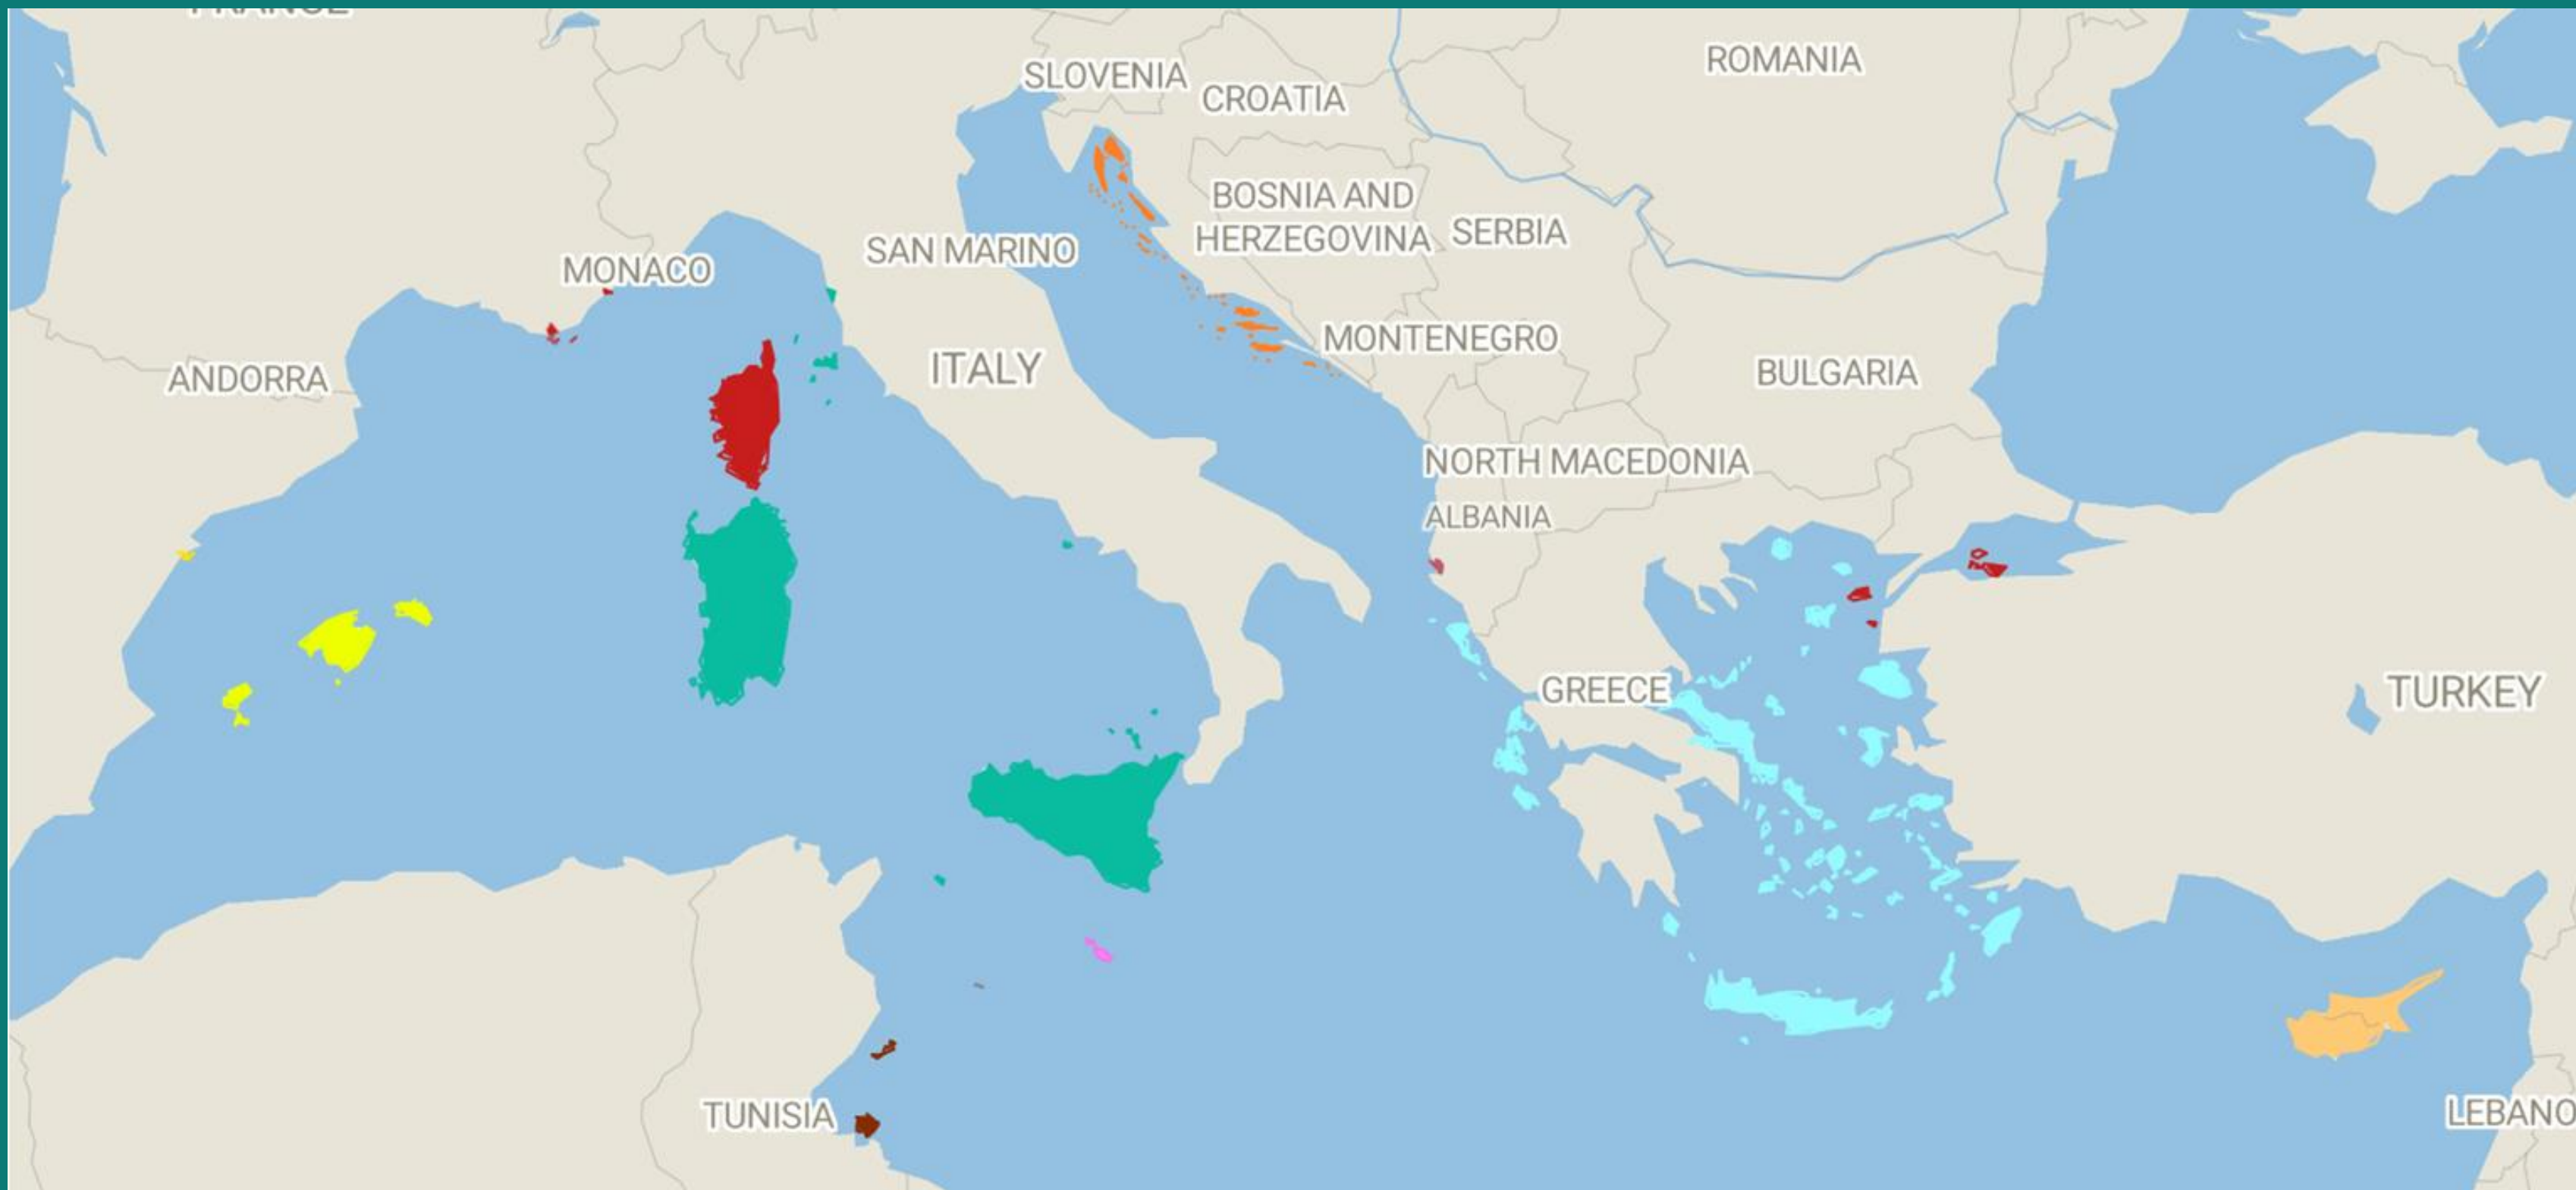 FRANCE
SLOVENIA
CROATIA
ROMANIA
BOSNIA AND
HERZEGOVINA
SERBIA
SAN MARINO
MONACO
MONTENEGRO
ITALY
ANDORRA
BULGARIA
NORTH MACEDONIA
ALBANIA
GREECE
TURKEY
TUNISIA
LEBANO